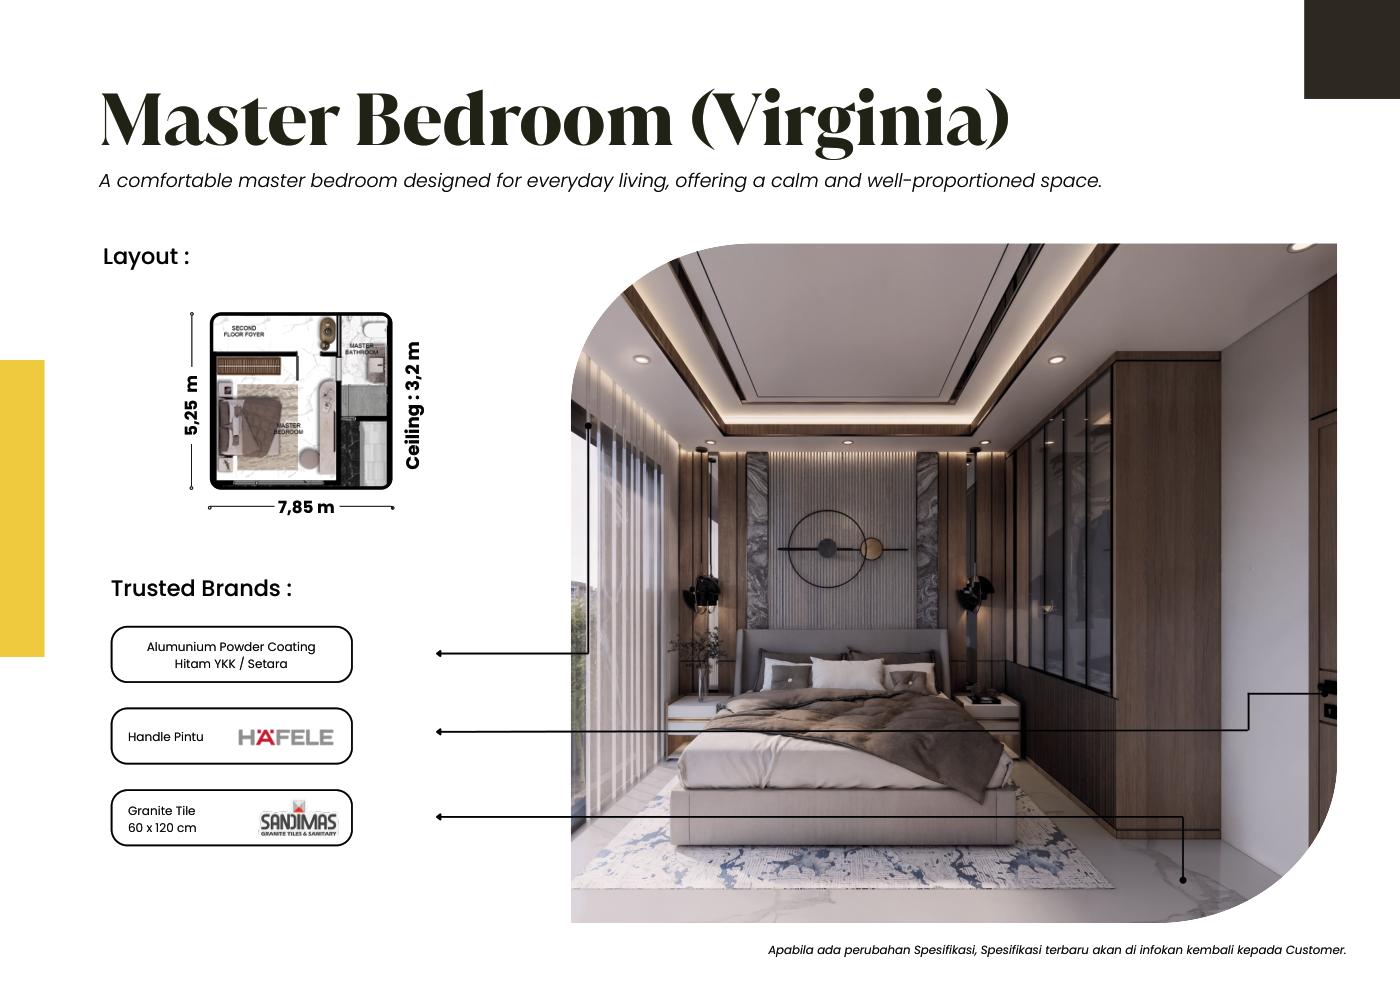 Master Bedroom (Virginia)
A comfortable master bedroom designed for everyday living, offering a calm and well-proportioned space.
Layout :
SECOND
FLOOR FOYER
MASTER
BATHROOM
MASTER
BEDROOM
5,25 m
Ceiling : 3,2 m
7,85 m
Trusted Brands :
Alumunium Powder Coating
Hitam YKK / Setara
Handle Pintu
HÄFELE
Granite Tile
60 x 120 cm
SANDIMAS
GRANITE TILES & SANITARY
Apabila ada perubahan Spesifikasi, Spesifikasi terbaru akan di infokan kembali kepada Customer.